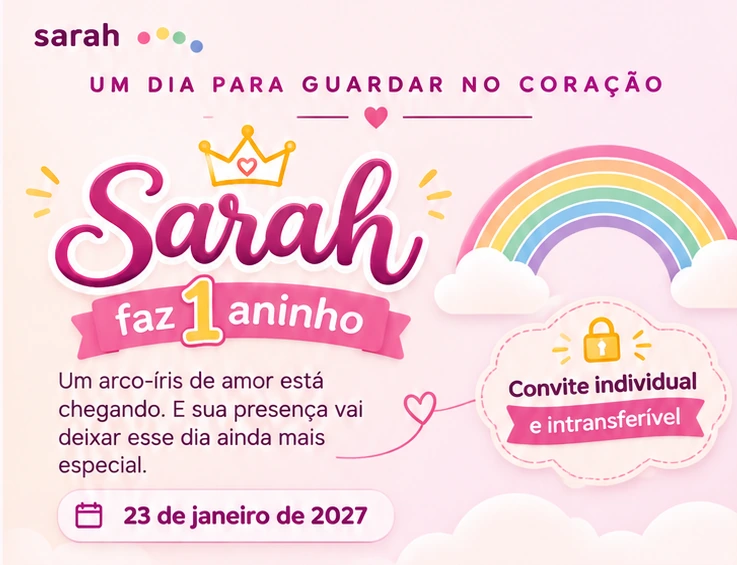 sarah
UM DIA PARA GUARDAR NO CORAÇÃO
Sarah
faz 1 aninho
Um arco-íris de amor está
chegando. E sua presença vai
deixar esse dia ainda mais
especial.
Convite individual
e intransferível
23 de janeiro de 2027